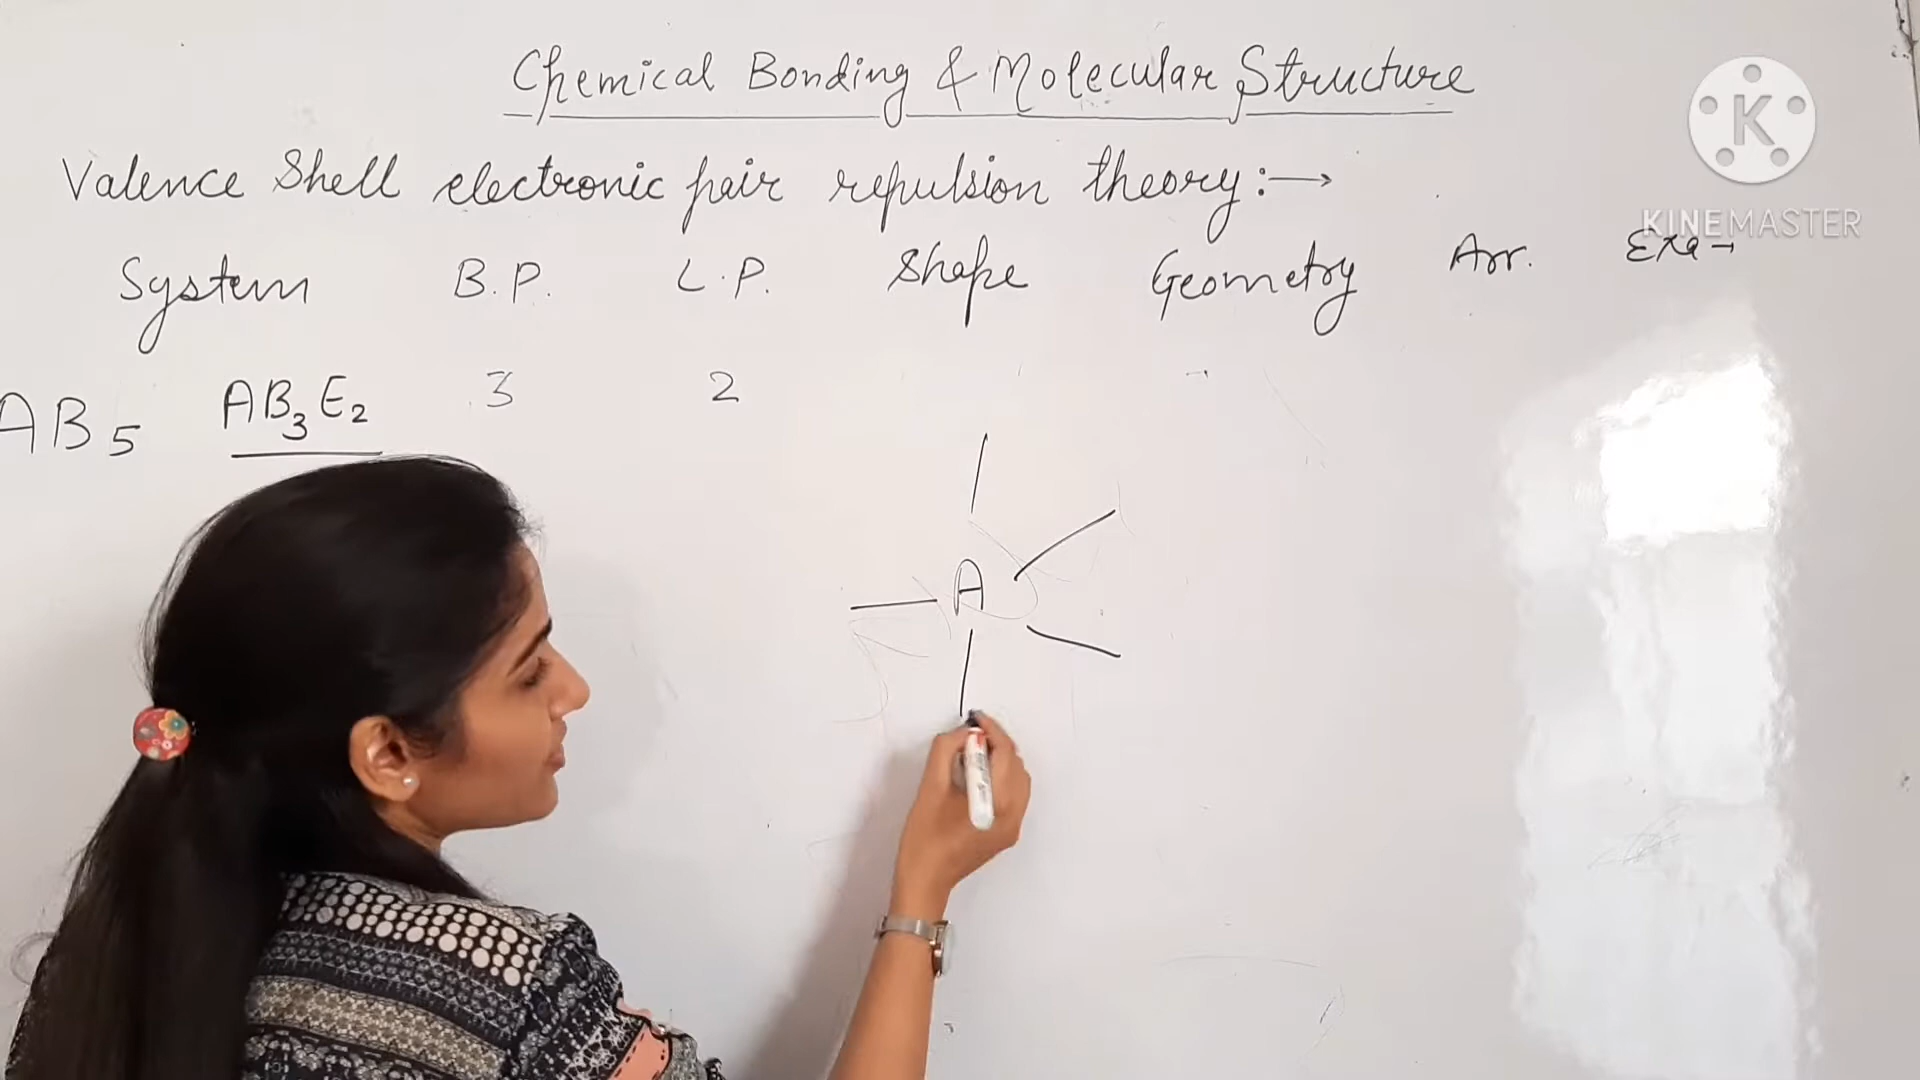 Chemical Bonding & Molecular Structure
K
KINEMASTER
Valence Shell electronic pair repulsion theory:→
System B.P. L.P. Shape Geometry Arr. Exa→
AB5 AB3E2 3 2
A